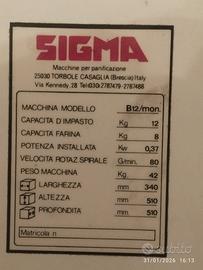 SIGMA
Macchine per panificazione
25030 TORBOLE CASAGLIA (Brescia) Italy
Via Kennedy, 28 Tel. (030) 2787479 - 2787488
MACCHINA MODELLO B12/mon.
CAPACITA D'IMPASTO Kg 12
CAPACITA FARINA Kg 8
POTENZA INSTALLATA Kw 0,37
VELOCITA ROTAZ. SPIRALE G/min. 80
PESO MACCHINA Kg 42
LARGHEZZA mm 340
ALTEZZA mm 510
PROFONDITA mm 510
Matricola n
subito
31/01/2026 16:13